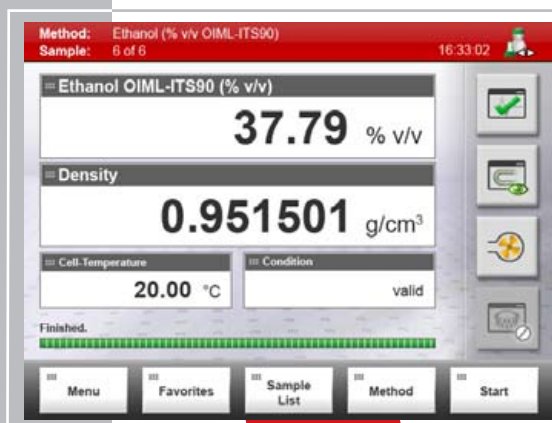 Method: Ethanol (% v/v OIML-ITS90)
Sample: 6 of 6
16:33:02
Ethanol OIML-ITS90 (% v/v)
37.79 % v/v
Density
0.951501 g/cm³
Cell-Temperature
20.00 °C
Condition
valid
Finished.
Menu
Favorites
Sample
List
Method
Start